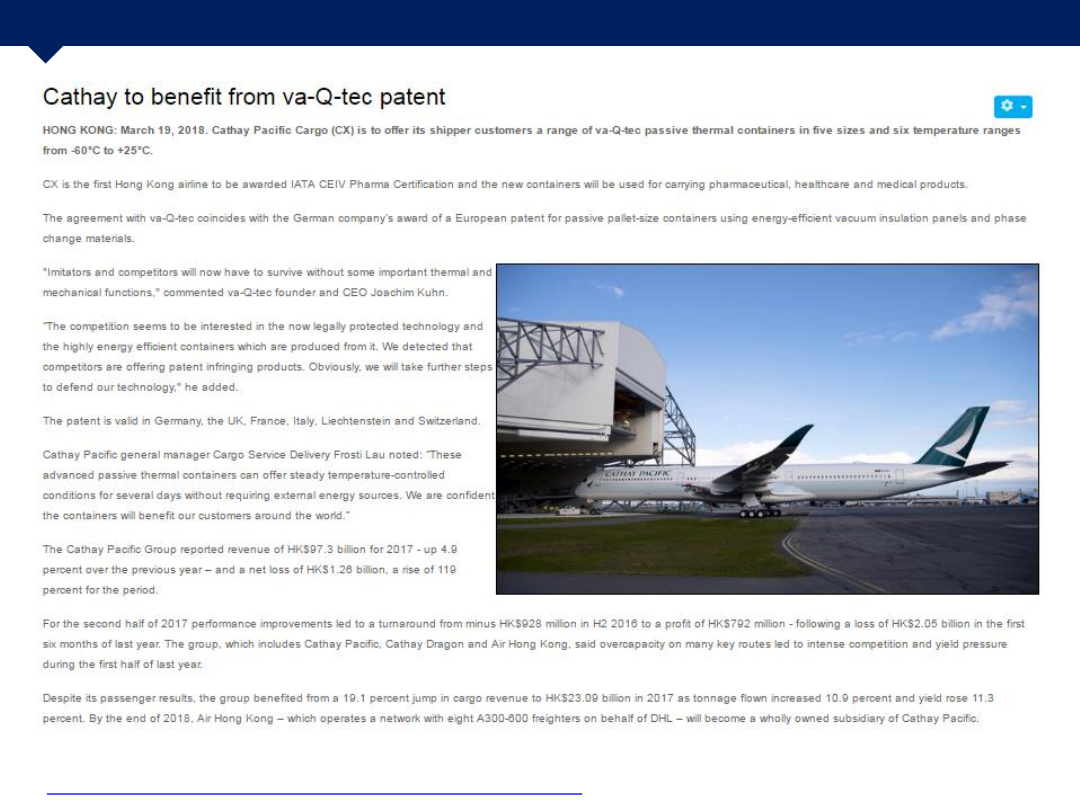 Cathay to benefit from va-Q-tec patent
HONG KONG: March 19, 2018. Cathay Pacific Cargo (CX) is to offer its shipper customers a range of va-Q-tec passive thermal containers in five sizes and six temperature ranges
from -60°C to +25°C.
CX is the first Hong Kong airline to be awarded IATA CEIV Pharma Certification and the new containers will be used for carrying pharmaceutical, healthcare and medical products.
The agreement with va-Q-tec coincides with the German company's award of a European patent for passive pallet-size containers using energy-efficient vacuum insulation panels and phase
change materials.
"Imitators and competitors will now have to survive without some important thermal and
mechanical functions," commented va-Q-tec founder and CEO Joachim Kuhn.
"The competition seems to be interested in the now legally protected technology and
the highly energy efficient containers which are produced from it. We detected that
competitors are offering patent infringing products. Obviously, we will take further steps
to defend our technology," he added.
The patent is valid in Germany, the UK, France, Italy, Liechtenstein and Switzerland.
Cathay Pacific general manager Cargo Service Delivery Frosti Lau noted: "These
advanced passive thermal containers can offer steady temperature-controlled
conditions for several days without requiring external energy sources. We are confident
the containers will benefit our customers around the world."
CATHAY PACIFIC
The Cathay Pacific Group reported revenue of HK$97.3 billion for 2017 - up 4.9
percent over the previous year – and a net loss of HK$1.26 billion, a rise of 119
percent for the period.
For the second half of 2017 performance improvements led to a turnaround from minus HK$928 million in H2 2016 to a profit of HK$792 million - following a loss of HK$2.05 billion in the first
six months of last year. The group, which includes Cathay Pacific, Cathay Dragon and Air Hong Kong, said overcapacity on many key routes led to intense competition and yield pressure
during the first half of last year.
Despite its passenger results, the group benefited from a 19.1 percent jump in cargo revenue to HK$23.09 billion in 2017 as tonnage flown increased 10.9 percent and yield rose 11.3
percent. By the end of 2018, Air Hong Kong – which operates a network with eight A300-600 freighters on behalf of DHL – will become a wholly owned subsidiary of Cathay Pacific.